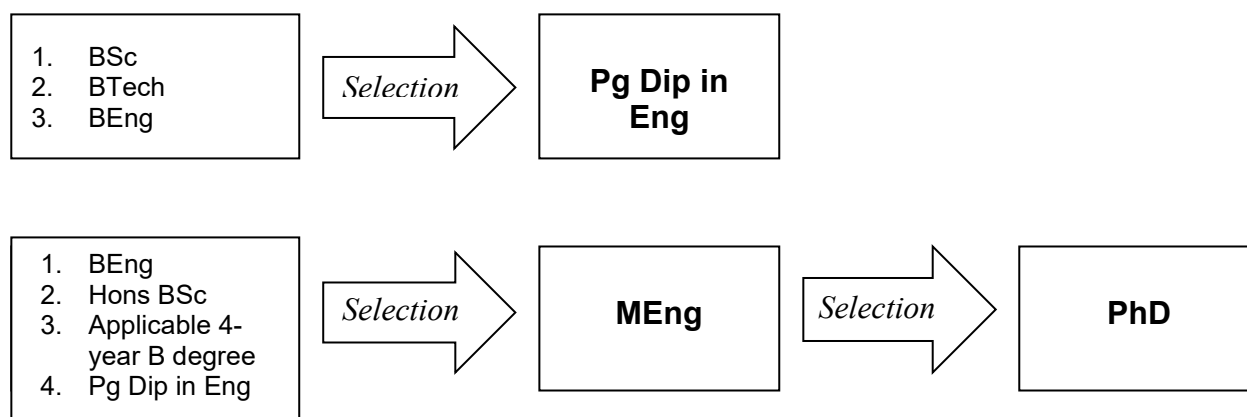 1. BSc
2. BTech
3. BEng
Selection
Pg Dip in
Eng
1. BEng
2. Hons BSc
3. Applicable 4-
year B degree
4. Pg Dip in Eng
Selection
MEng
Selection
PhD